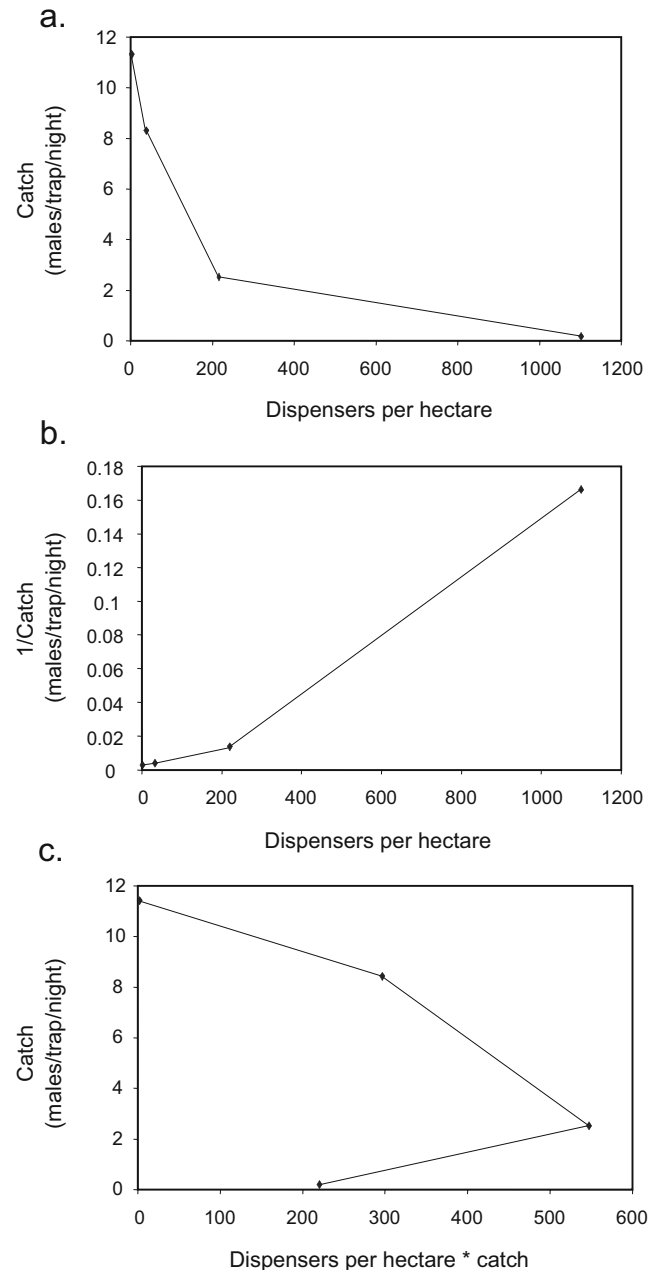 a.
12
10
8
6
4
2
0
Catch
(males/trap/night)
0 200 400 600 800 1000 1200
Dispensers per hectare
b.
0.18
0.16
0.14
0.12
0.1
0.08
0.06
0.04
0.02
0
1/Catch
(males/trap/night)
0 200 400 600 800 1000 1200
Dispensers per hectare
c.
12
10
8
6
4
2
0
Catch
(males/trap/night)
0 100 200 300 400 500 600
Dispensers per hectare * catch